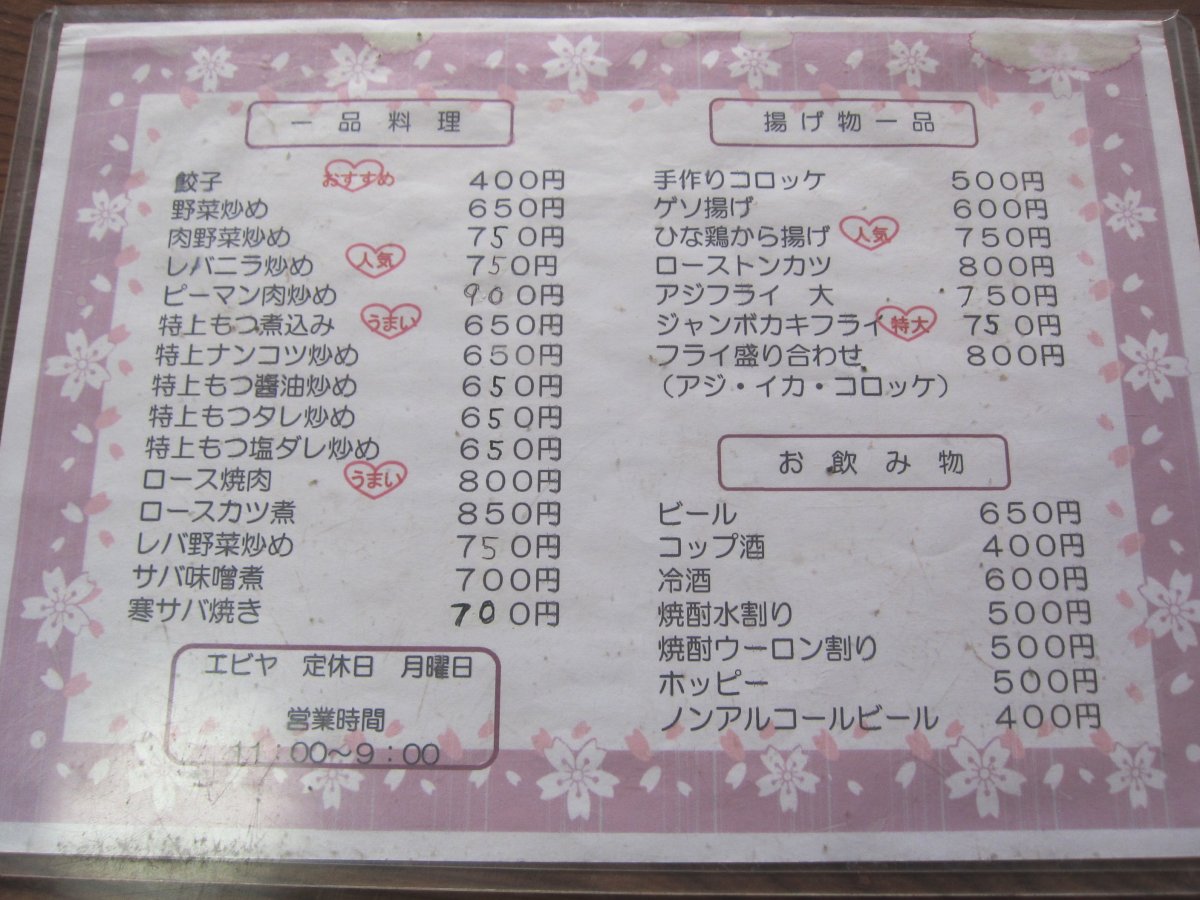 一品料理
餃子 おすすめ 400円
野菜炒め 650円
肉野菜炒め 750円
レバニラ炒め 人気 750円
ピーマン肉炒め 900円
特上もつ煮込み うまい 650円
特上ナンコツ炒め 650円
特上もつ醬油炒め 650円
特上もつタレ炒め 650円
特上もつ塩ダレ炒め 650円
ロース焼肉 うまい 800円
ロースカツ煮 850円
レバ野菜炒め 750円
サバ味噌煮 700円
寒サバ焼き 700円
エビヤ 定休日 月曜日
営業時間
11:00〜9:00
揚げ物一品
手作りコロッケ 500円
ゲソ揚げ 600円
ひな鶏から揚げ 人気 750円
ローストンカツ 800円
アジフライ 大 750円
ジャンボカキフライ 特大 750円
フライ盛り合わせ 800円
(アジ・イカ・コロッケ)
お飲み物
ビール 650円
コップ酒 400円
冷酒 600円
焼酎水割り 500円
焼酎ウーロン割り 500円
ホッピー 500円
ノンアルコールビール 400円